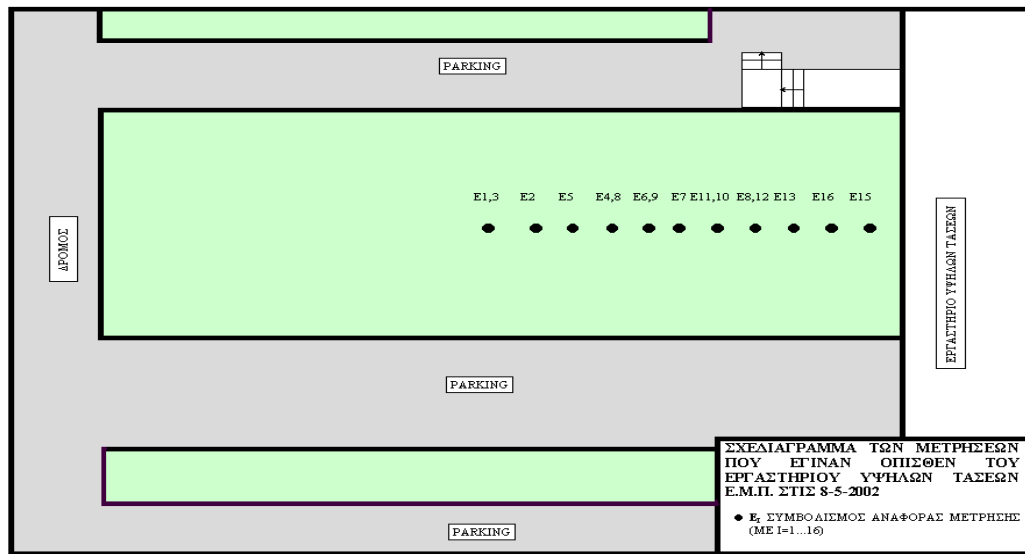 PARKING
E1,3 E2 E5 E4,8 E6,9 E7 E11,10 E8,12 E13 E16 E15
ΔΡΟΜΟΣ
ΕΡΓΑΣΤΗΡΙΟ ΥΨΗΛΩΝ ΤΑΣΕΩΝ
PARKING
ΣΧΕΔΙΑΓΡΑΜΜΑ ΤΩΝ ΜΕΤΡΗΣΕΩΝ
ΠΟΥ ΕΓΙΝΑΝ ΟΠΙΣΘΕΝ ΤΟΥ
ΕΡΓΑΣΤΗΡΙΟΥ ΥΨΗΛΩΝ ΤΑΣΕΩΝ
Ε.Μ.Π. ΣΤΙΣ 8-5-2002
● E_I ΣΥΜΒΟΛΙΣΜΟΣ ΑΝΑΦΟΡΑΣ ΜΕΤΡΗΣΗΣ
(ΜΕ I=1...16)
PARKING